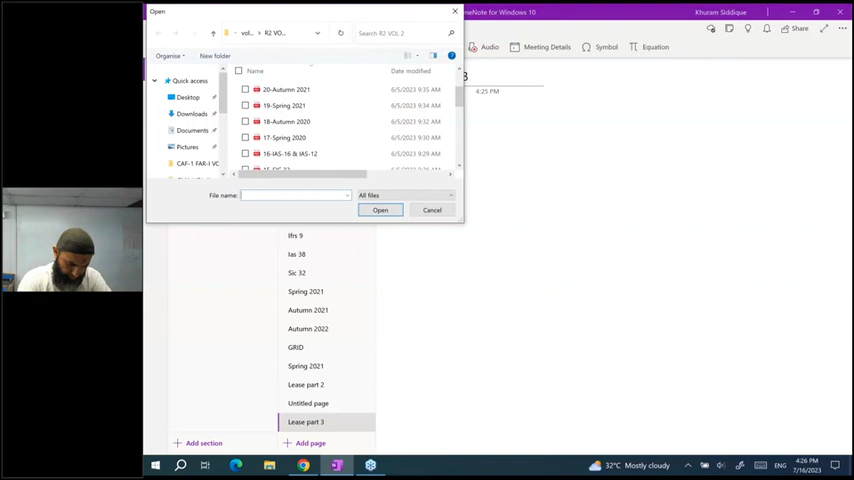 Open
OneNote for Windows 10
Khuram Siddique
vol...
R2 VO...
Search R2 VOL 2
Audio
Meeting Details
Symbol
Equation
Share
Organise
New folder
Name
Date modified
Quick access
Desktop
Downloads
Documents
Pictures
CAF-1 FAR-I VO
20-Autumn 2021 6/5/2023 9:35 AM
19-Spring 2021 6/5/2023 9:34 AM
18-Autumn 2020 6/5/2023 9:32 AM
17-Spring 2020 6/5/2023 9:30 AM
16-IAS-16 & IAS-12 6/5/2023 9:29 AM
3
4:25 PM
File name:
All files
Open
Cancel
Ifrs 9
Ias 38
Sic 32
Spring 2021
Autumn 2021
Autumn 2022
GRID
Spring 2021
Lease part 2
Untitled page
Lease part 3
Add section
Add page
32°C Mostly cloudy
ENG
4:26 PM
7/16/2023